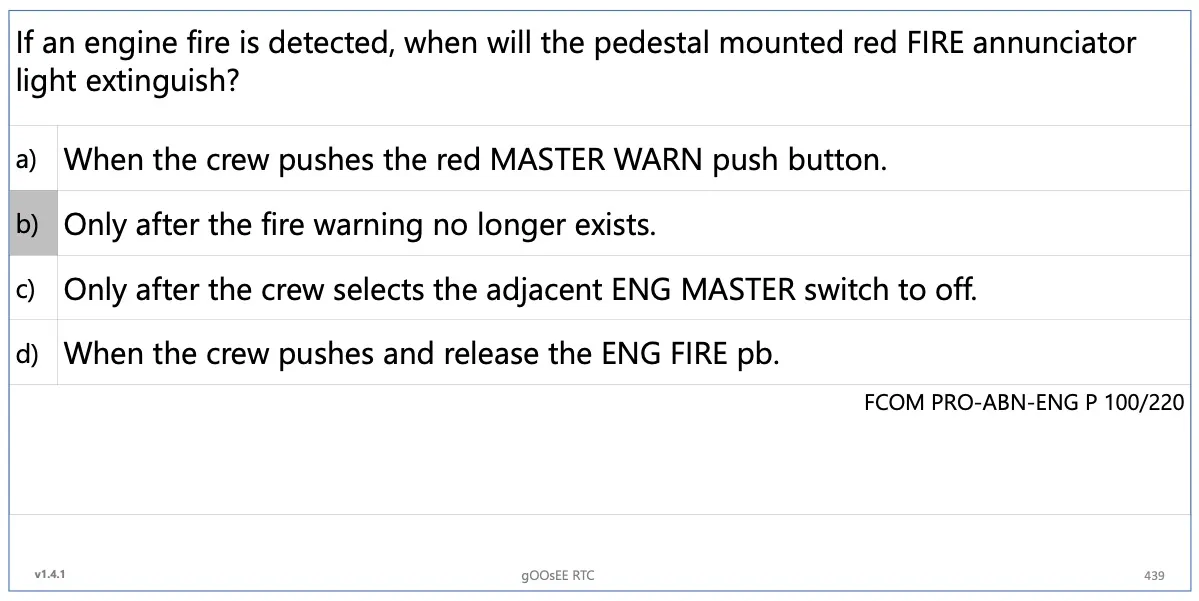 If an engine fire is detected, when will the pedestal mounted red FIRE annunciator
light extinguish?
a) When the crew pushes the red MASTER WARN push button.
b) Only after the fire warning no longer exists.
c) Only after the crew selects the adjacent ENG MASTER switch to off.
d) When the crew pushes and release the ENG FIRE pb.
FCOM PRO-ABN-ENG P 100/220
v1.4.1 gOOsEE RTC 439